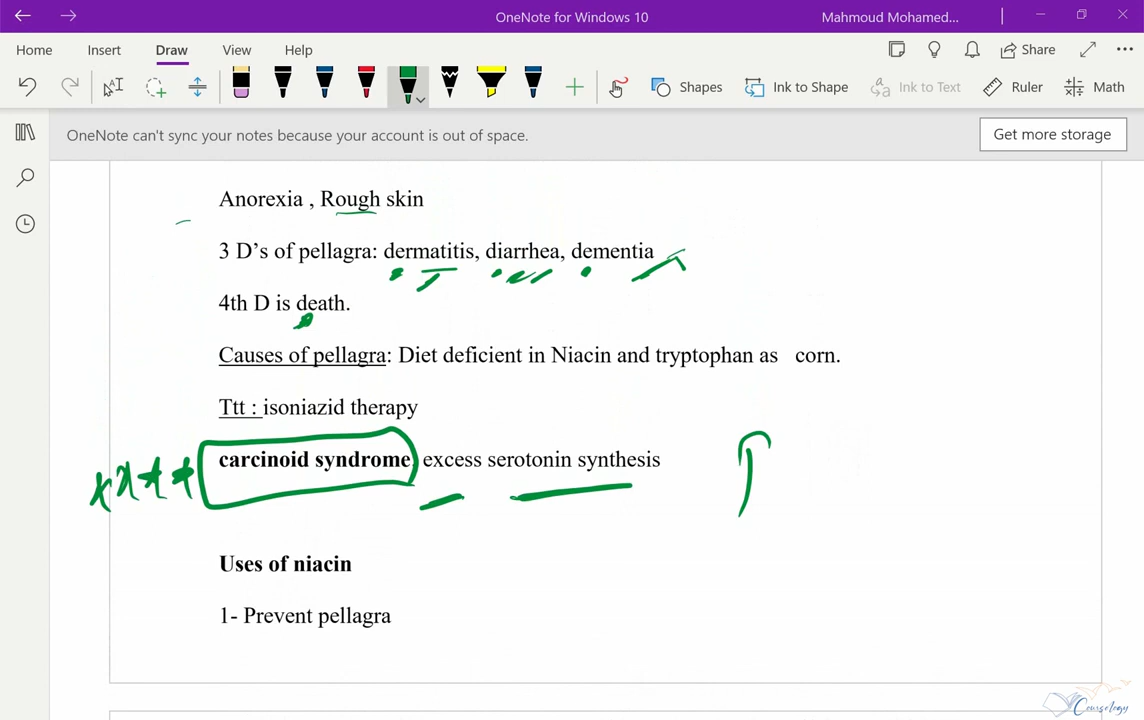 OneNote for Windows 10
Mahmoud Mohamed...
Home Insert Draw View Help Share
Shapes Ink to Shape Ink to Text Ruler Math
OneNote can't sync your notes because your account is out of space.
Get more storage
Anorexia , Rough skin
3 D's of pellagra: dermatitis, diarrhea, dementia
4th D is death.
Causes of pellagra: Diet deficient in Niacin and tryptophan as corn.
Ttt : isoniazid therapy
carcinoid syndrome excess serotonin synthesis
Uses of niacin
1- Prevent pellagra
Courselogy